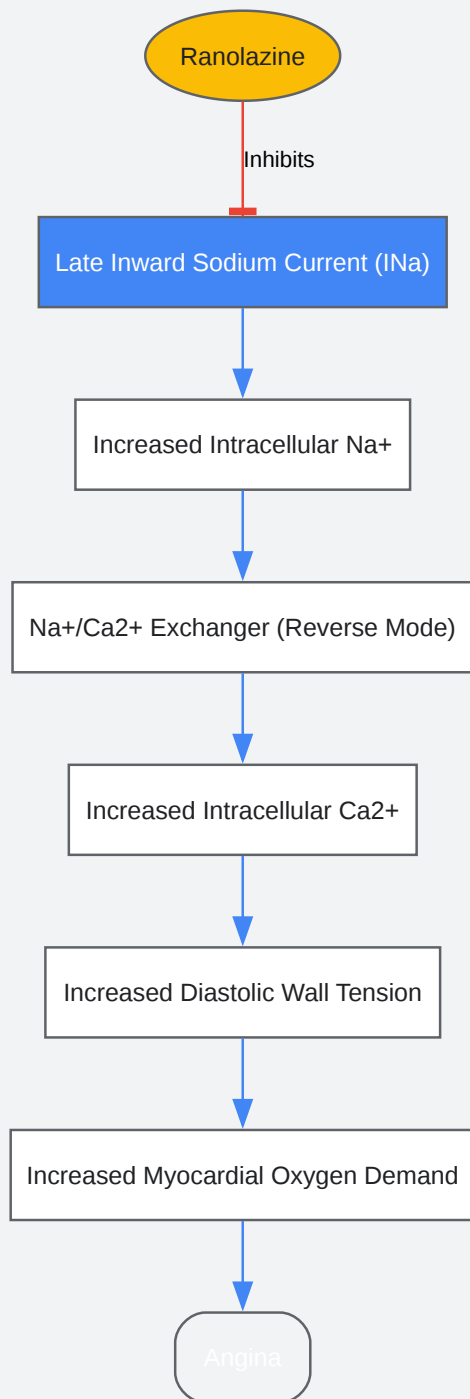 Ranolazine
Inhibits
Late Inward Sodium Current (INa)
Increased Intracellular Na+
Na+/Ca2+ Exchanger (Reverse Mode)
Increased Intracellular Ca2+
Increased Diastolic Wall Tension
Increased Myocardial Oxygen Demand
Angina